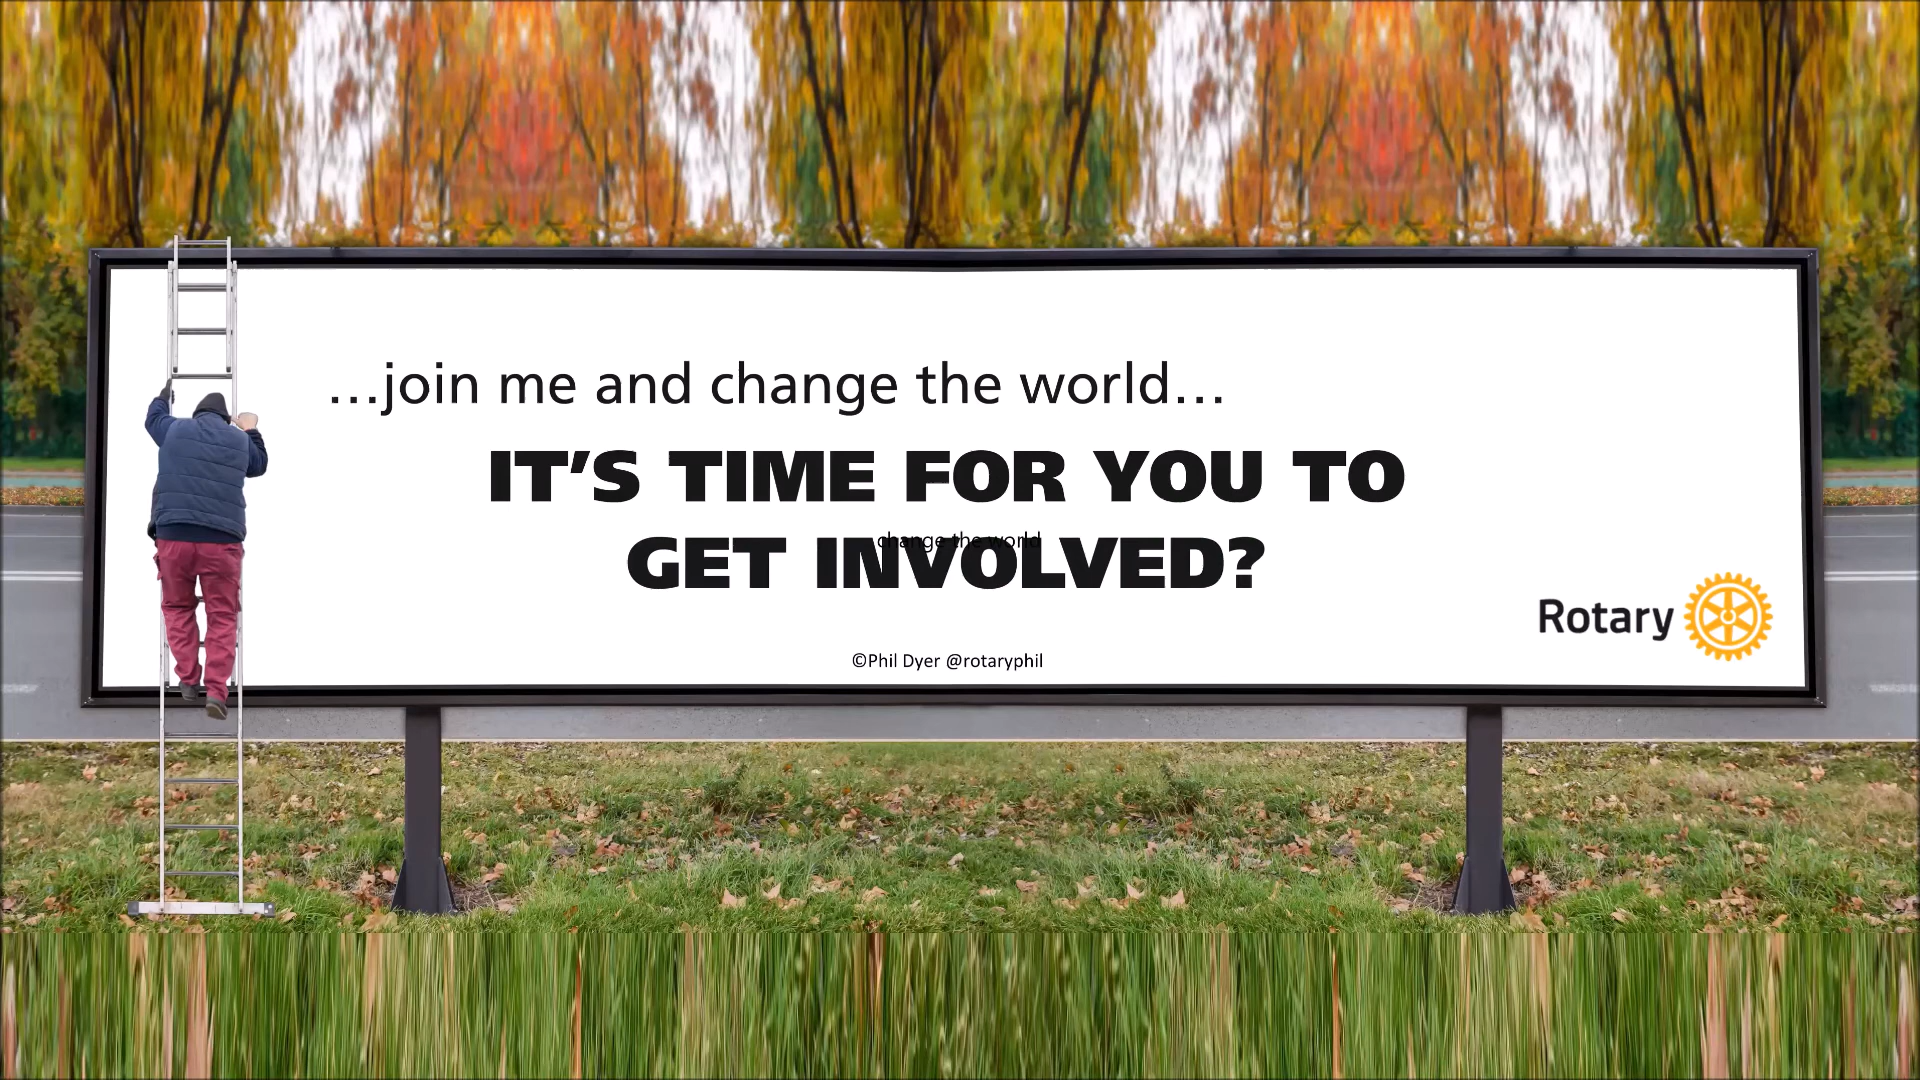 …join me and change the world…
IT’S TIME FOR YOU TO
change the world
GET INVOLVED?
Rotary
©Phil Dyer @rotaryphil